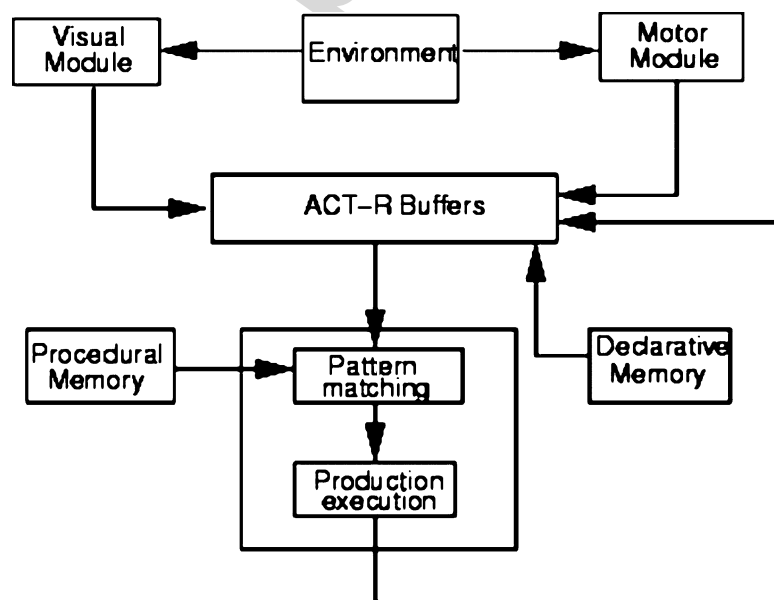 Visual
Module
Environment
Motor
Module
ACT-R Buffers
Procedural
Memory
Pattern
matching
Declarative
Memory
Production
execution